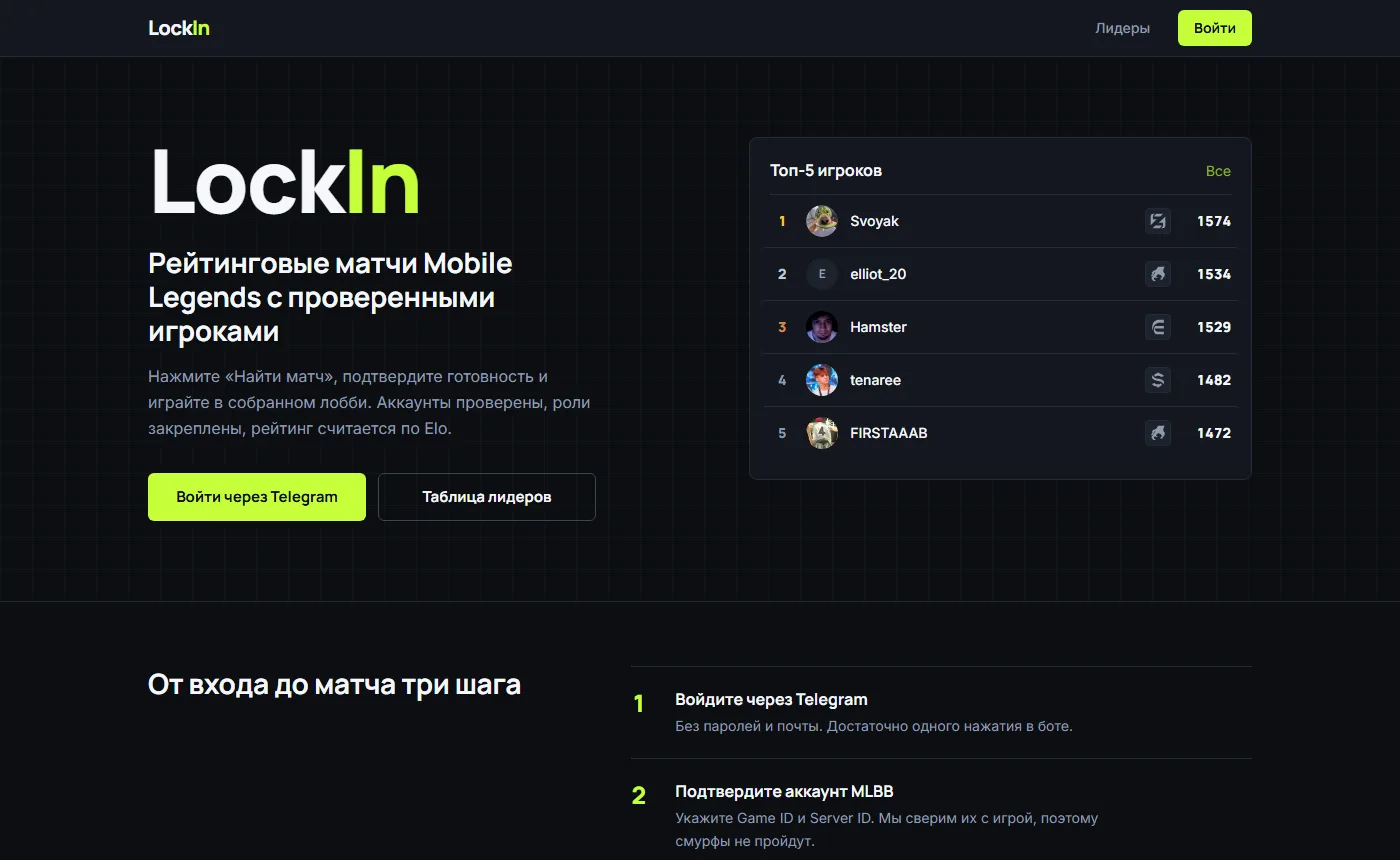 LockIn
Лидеры
Войти
LockIn
Рейтинговые матчи Mobile
Legends с проверенными
игроками
Нажмите «Найти матч», подтвердите готовность и
играйте в собранном лобби. Аккаунты проверены, роли
закреплены, рейтинг считается по Elo.
Войти через Telegram
Таблица лидеров
Топ-5 игроков
Все
1 Svoyak 1574
2 E elliot_20 1534
3 Hamster 1529
4 tenaree 1482
5 FIRSTAAAB 1472
От входа до матча три шага
1 Войдите через Telegram
Без паролей и почты. Достаточно одного нажатия в боте.
2 Подтвердите аккаунт MLBB
Укажите Game ID и Server ID. Мы сверим их с игрой, поэтому
смурфы не пройдут.